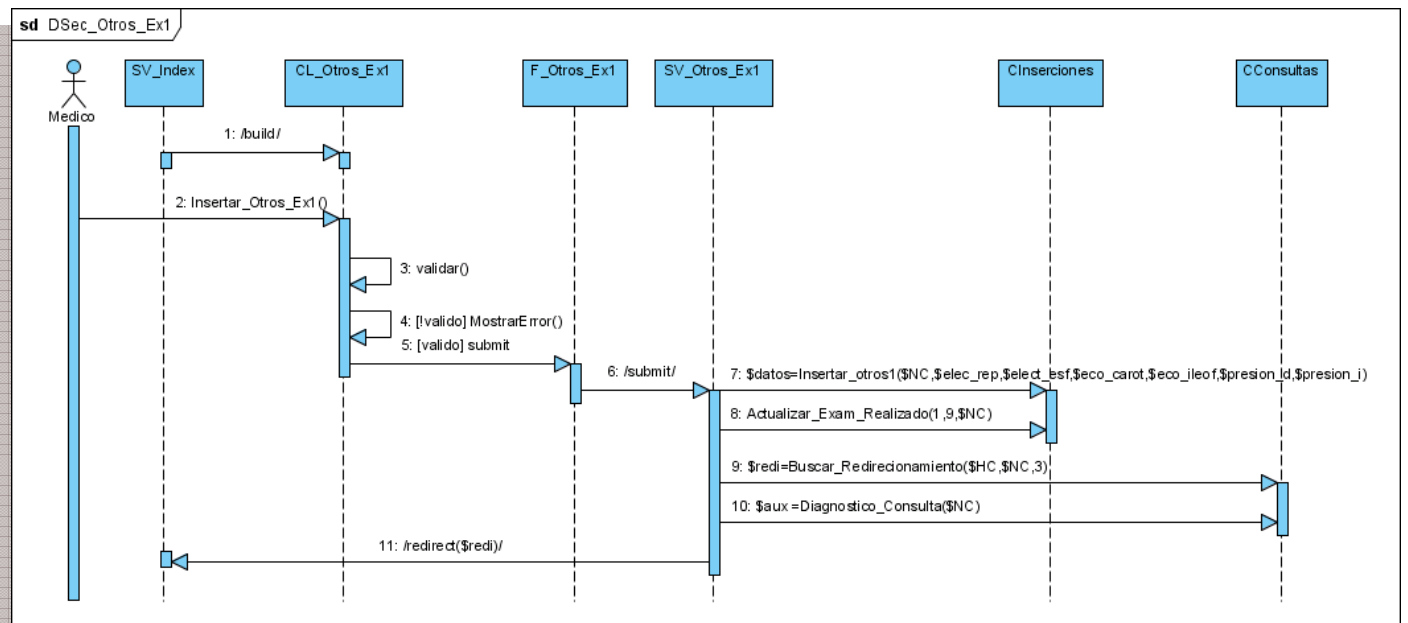 sd DSec_Otros_Ex1
Medico
SV_Index
CL_Otros_Ex1
F_Otros_Ex1
SV_Otros_Ex1
CInserciones
CConsultas
1: /build/
2: Insertar_Otros_Ex1()
3: validar()
4: [!valido] MostrarError()
5: [valido] submit
6: /submit/
7: $datos=Insertar_otros1($NC,$elec_rep,$elect_esf,$eco_carot,$eco_ileof,$presion_d,$presion_i)
8: Actualizar_Exam_Realizado(1,9,$NC)
9: $redi=Buscar_Redirecionamiento($HC,$NC,3)
10: $aux =Diagnostico_Consulta($NC)
11: /redirect($redi)/